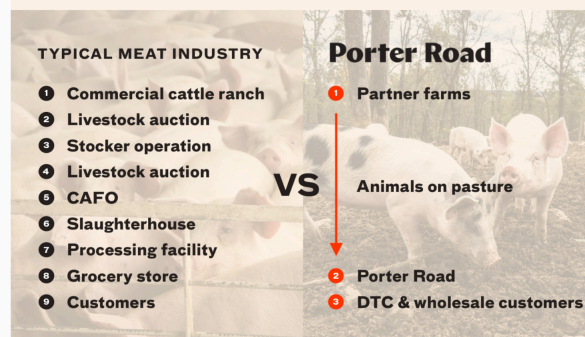 TYPICAL MEAT INDUSTRY
1 Commercial cattle ranch
2 Livestock auction
3 Stocker operation
4 Livestock auction
5 CAFO
6 Slaughterhouse
7 Processing facility
8 Grocery store
9 Customers
VS
Porter Road
1 Partner farms
Animals on pasture
2 Porter Road
3 DTC & wholesale customers